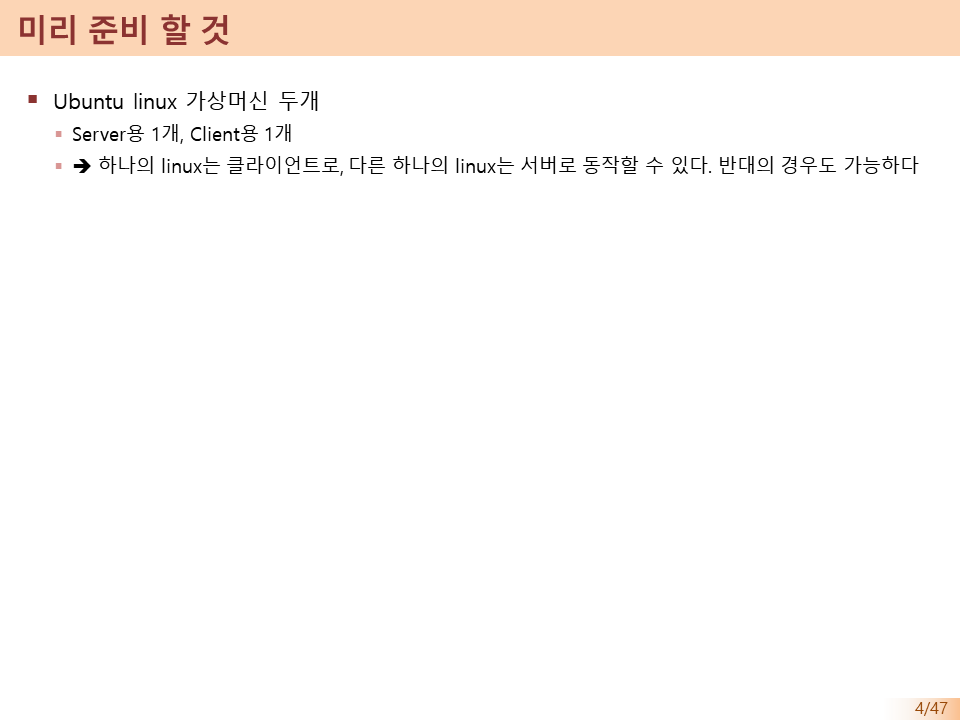 미리 준비 할 것
▪ Ubuntu linux 가상머신 두개
▪ Server용 1개, Client용 1개
▪ ➔ 하나의 linux는 클라이언트로, 다른 하나의 linux는 서버로 동작할 수 있다. 반대의 경우도 가능하다
4/47